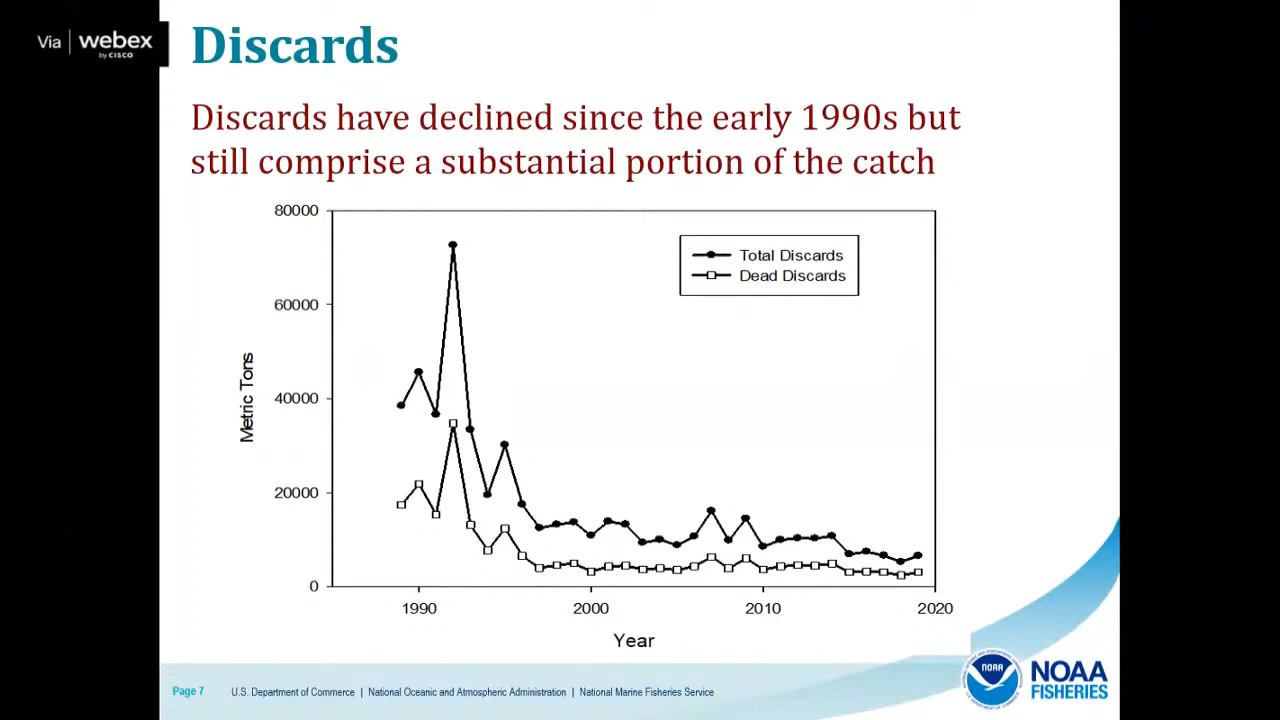 Via webex
by CISCO
Discards
Discards have declined since the early 1990s but
still comprise a substantial portion of the catch
80000
60000
40000
20000
0
Metric Tons
Total Discards
Dead Discards
1990 2000 2010 2020
Year
Page 7 U.S. Department of Commerce | National Oceanic and Atmospheric Administration | National Marine Fisheries Service
NOAA
NOAA
FISHERIES